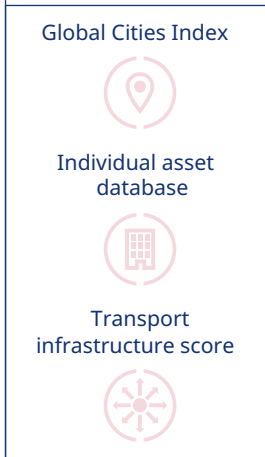 Global Cities Index
Individual asset
database
Transport
infrastructure score